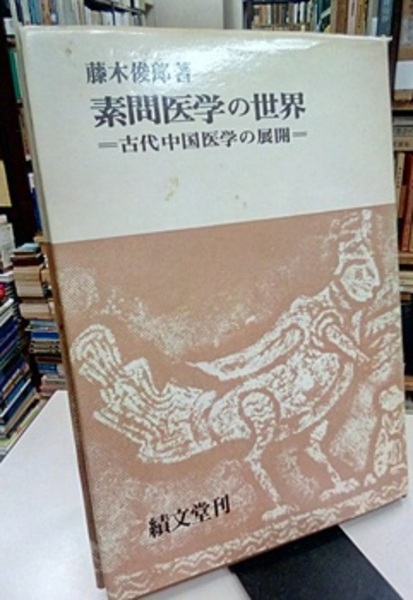 藤木俊郎著
素問医学の世界
=古代中国医学の展開=
績文堂刊